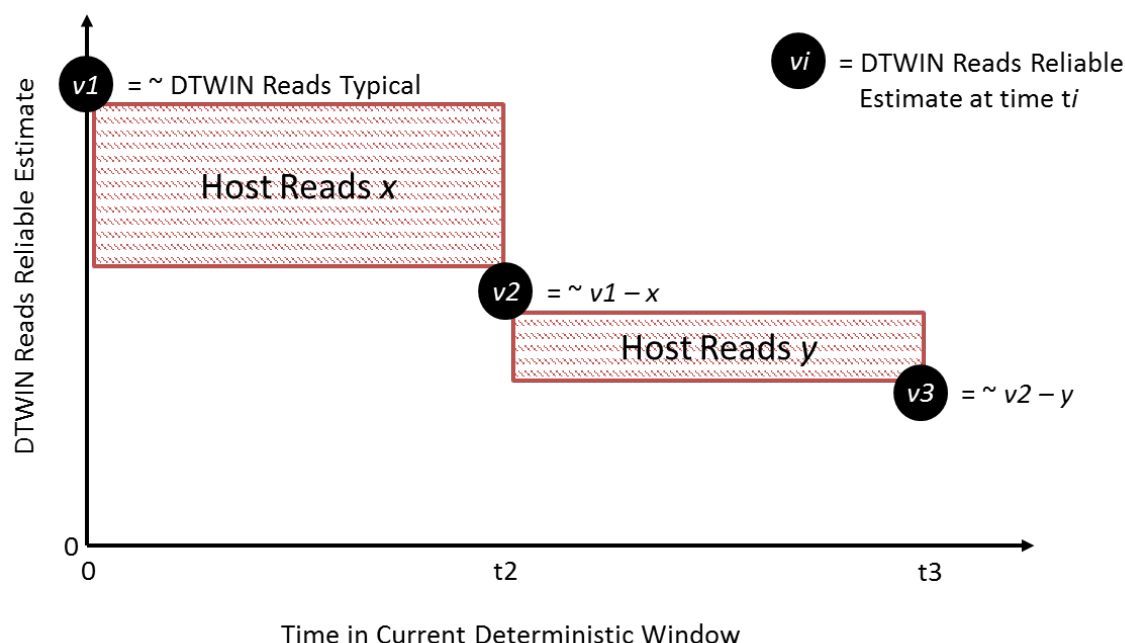 v1 = ~ DTWIN Reads Typical
vi = DTWIN Reads Reliable
Estimate at time ti
DTWIN Reads Reliable Estimate
Host Reads x
v2 = ~ v1 – x
Host Reads y
v3 = ~ v2 – y
0
0 t2 t3
Time in Current Deterministic Window